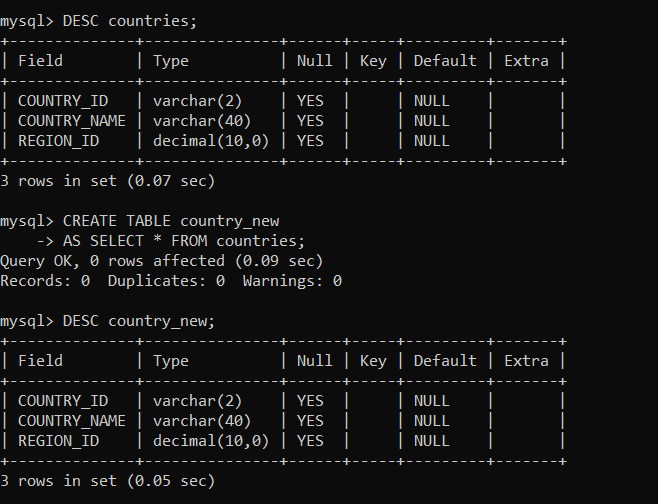 mysql> DESC countries;
+--------------+---------------+------+-----+---------+-------+
| Field        | Type          | Null | Key | Default | Extra |
+--------------+---------------+------+-----+---------+-------+
| COUNTRY_ID   | varchar(2)    | YES  |     | NULL    |       |
| COUNTRY_NAME | varchar(40)   | YES  |     | NULL    |       |
| REGION_ID    | decimal(10,0) | YES  |     | NULL    |       |
+--------------+---------------+------+-----+---------+-------+
3 rows in set (0.07 sec)

mysql> CREATE TABLE country_new
    -> AS SELECT * FROM countries;
Query OK, 0 rows affected (0.09 sec)
Records: 0  Duplicates: 0  Warnings: 0

mysql> DESC country_new;
+--------------+---------------+------+-----+---------+-------+
| Field        | Type          | Null | Key | Default | Extra |
+--------------+---------------+------+-----+---------+-------+
| COUNTRY_ID   | varchar(2)    | YES  |     | NULL    |       |
| COUNTRY_NAME | varchar(40)   | YES  |     | NULL    |       |
| REGION_ID    | decimal(10,0) | YES  |     | NULL    |       |
+--------------+---------------+------+-----+---------+-------+
3 rows in set (0.05 sec)